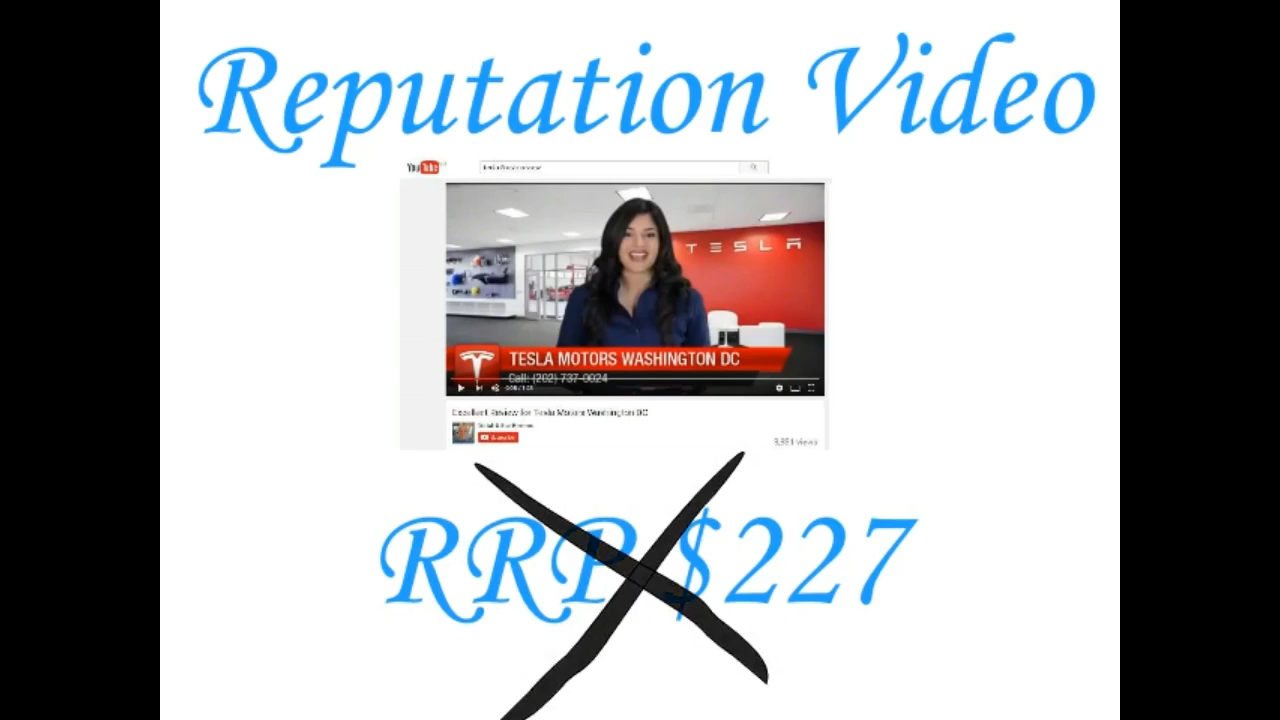 Reputation Video
YouTube
TESLA
TESLA MOTORS WASHINGTON DC
Call: (202) 737-0024
Excellent Review for Tesla Motors Washington DC
Subscribe
RRP $227